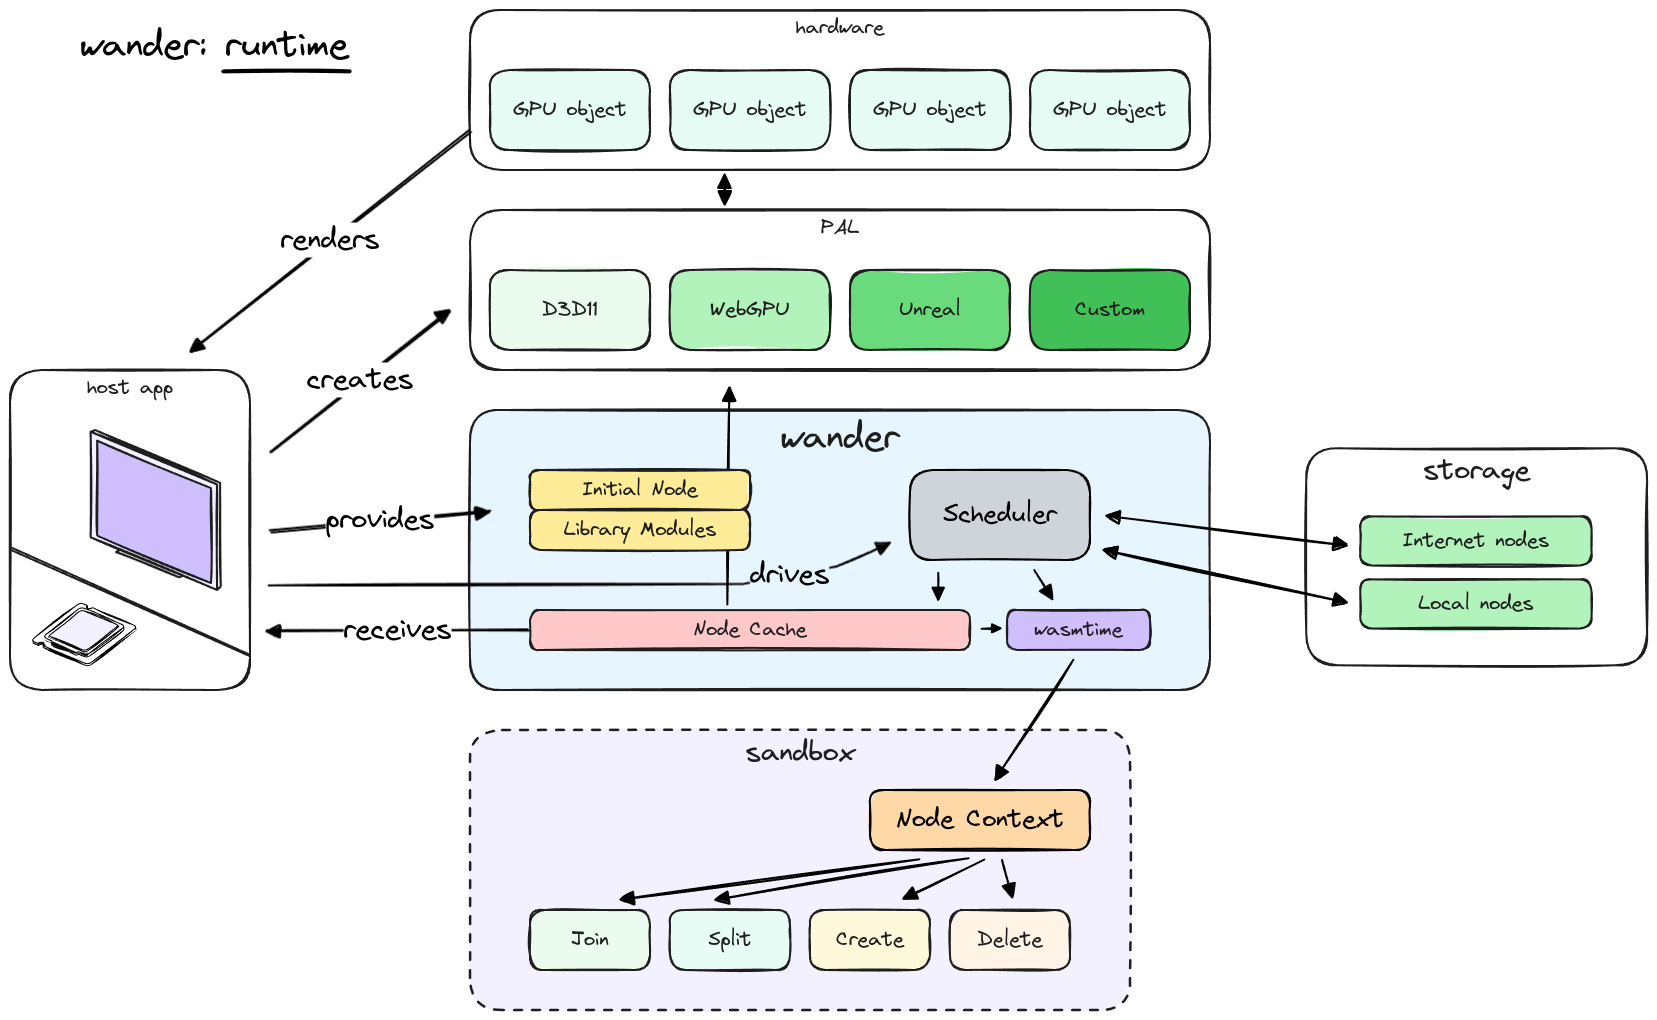 wander: runtime
hardware
GPU object
GPU object
GPU object
GPU object
renders
PAL
D3D11
WebGPU
Unreal
Custom
creates
host app
wander
Initial Node
Library Modules
Scheduler
provides
drives
receives
Node Cache
wasmtime
storage
Internet nodes
Local nodes
sandbox
Node Context
Join
Split
Create
Delete